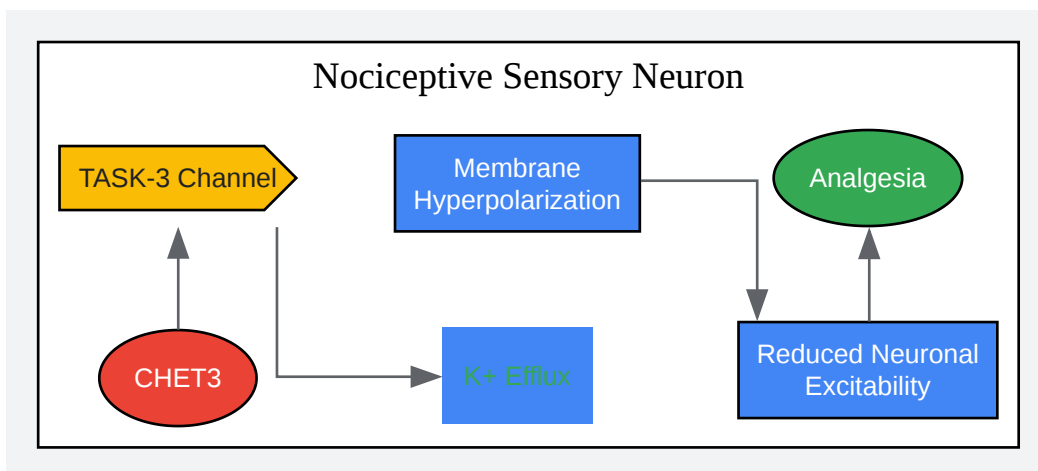 Nociceptive Sensory Neuron
TASK-3 Channel
Membrane
Hyperpolarization
Analgesia
CHET3
K+ Efflux
Reduced Neuronal
Excitability